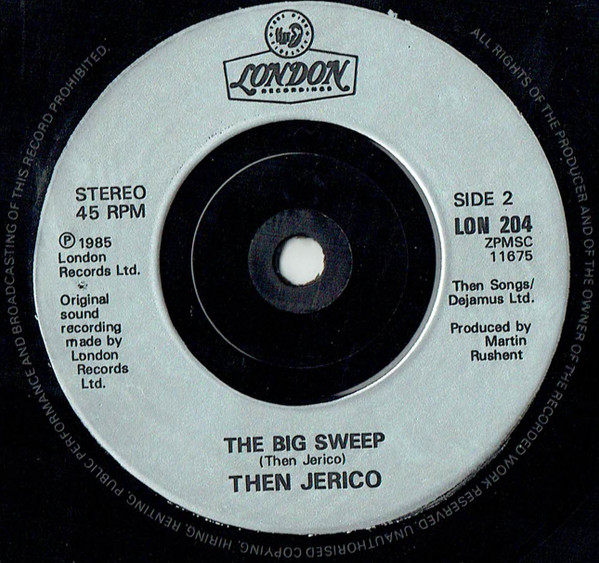 LONDON
RECORDINGS
STEREO
45 RPM
Ⓟ 1985
London
Records Ltd.
Original
sound
recording
made by
London
Records
Ltd.
SIDE 2
LON 204
ZPMSC
11675
Then Songs/
Dejamus Ltd.
Produced by
Martin
Rushent
THE BIG SWEEP
(Then Jerico)
THEN JERICO
ALL RIGHTS OF THE PRODUCER AND OF THE OWNER OF THE RECORDED WORK RESERVED. UNAUTHORISED COPYING, HIRING, RENTING, PUBLIC PERFORMANCE AND BROADCASTING OF THIS RECORD PROHIBITED.